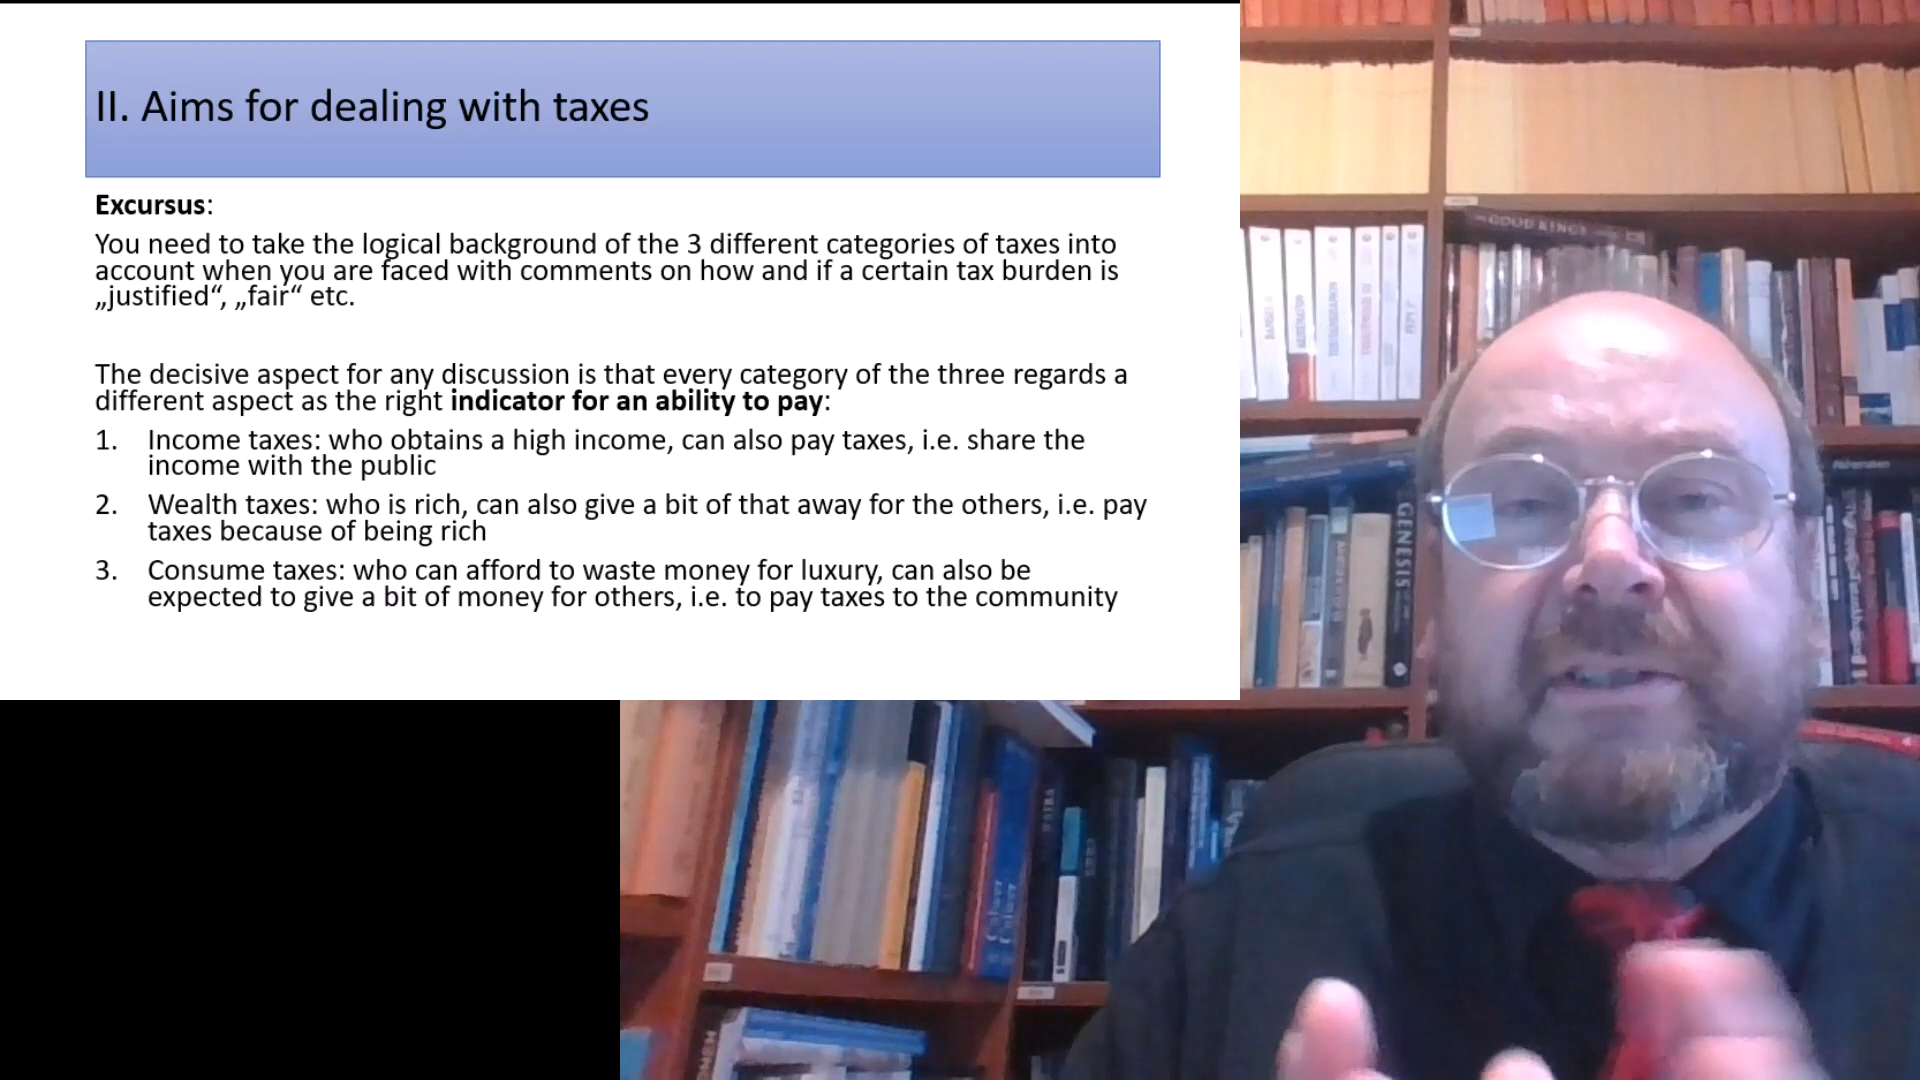 II. Aims for dealing with taxes
Excursus:
You need to take the logical background of the 3 different categories of taxes into
account when you are faced with comments on how and if a certain tax burden is
„justified“, „fair“ etc.
The decisive aspect for any discussion is that every category of the three regards a
different aspect as the right indicator for an ability to pay:
1. Income taxes: who obtains a high income, can also pay taxes, i.e. share the
income with the public
2. Wealth taxes: who is rich, can also give a bit of that away for the others, i.e. pay
taxes because of being rich
3. Consume taxes: who can afford to waste money for luxury, can also be
expected to give a bit of money for others, i.e. to pay taxes to the community
GOOD KINGS
GENESIS